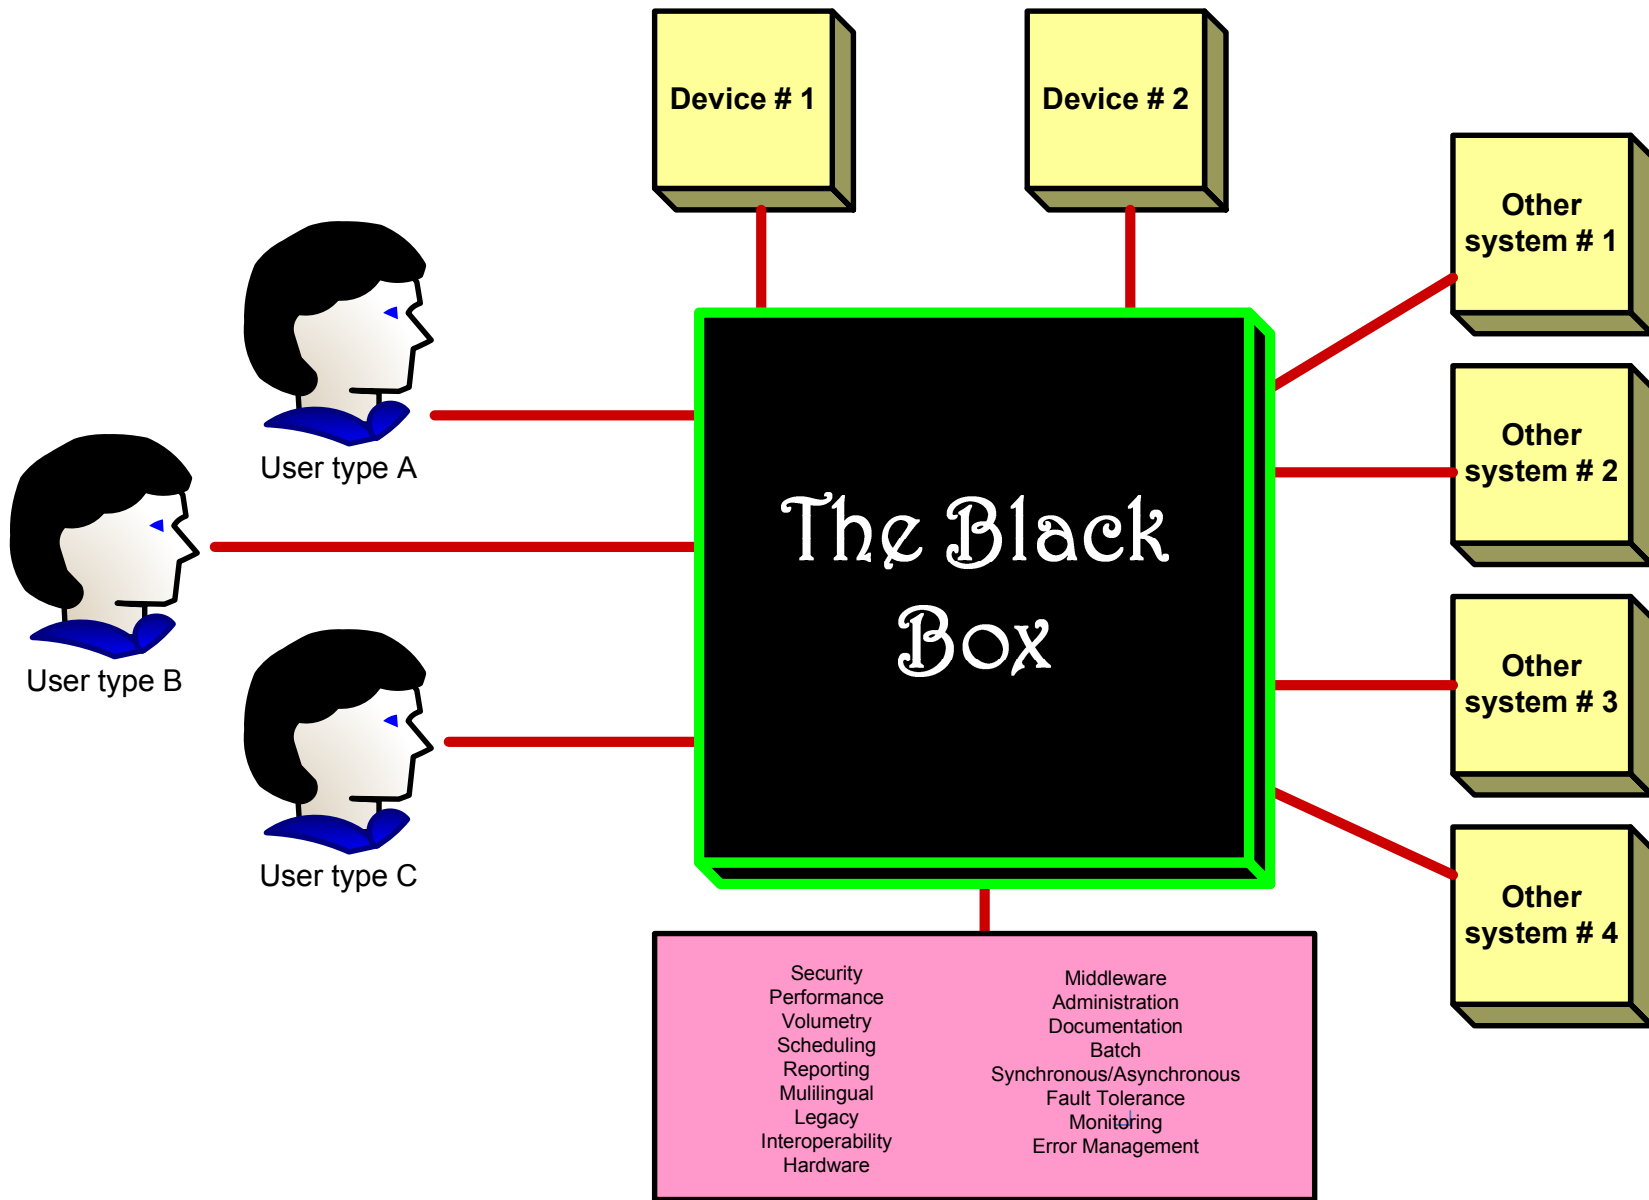 Device # 1
Device # 2
Other
system # 1
User type A
Other
system # 2
The Black
Box
User type B
Other
system # 3
User type C
Other
system # 4
Security
Performance
Volumetry
Scheduling
Reporting
Mulilingual
Legacy
Interoperability
Hardware
Middleware
Administration
Documentation
Batch
Synchronous/Asynchronous
Fault Tolerance
Monitoring
Error Management